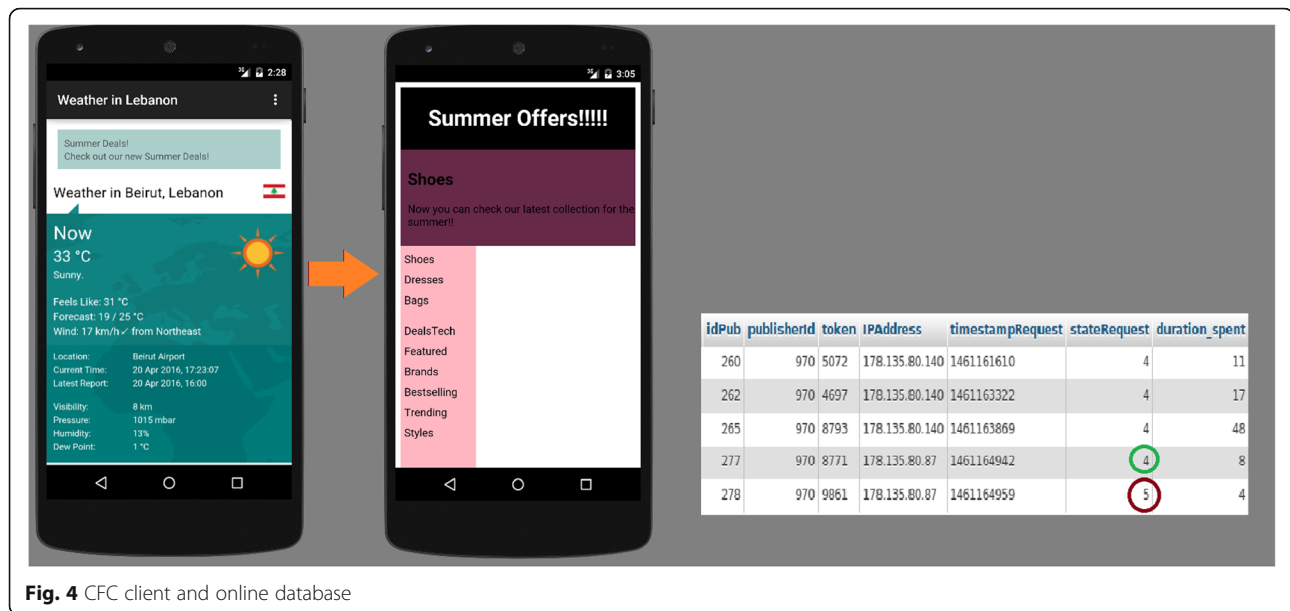 3G 2:28
Weather in Lebanon
Summer Deals!
Check out our new Summer Deals!
Weather in Beirut, Lebanon
Now
33 °C
Sunny.
Feels Like: 31 °C
Forecast: 19 / 25 °C
Wind: 17 km/h ↙ from Northeast
Location: Beirut Airport
Current Time: 20 Apr 2016, 17:23:07
Latest Report: 20 Apr 2016, 16:00
Visibility: 8 km
Pressure: 1015 mbar
Humidity: 13%
Dew Point: 1 °C
3G 3:05
Summer Offers!!!!!
Shoes
Now you can check our latest collection for the
summer!!
Shoes
Dresses
Bags
DealsTech
Featured
Brands
Bestselling
Trending
Styles
idPub publisherId token IPAddress timestampRequest stateRequest duration_spent
260 970 5072 178.135.80.140 1461161610 4 11
262 970 4697 178.135.80.140 1461163322 4 17
265 970 8793 178.135.80.140 1461163869 4 48
277 970 8771 178.135.80.87 1461164942 4 8
278 970 9861 178.135.80.87 1461164959 5 4
Fig. 4 CFC client and online database